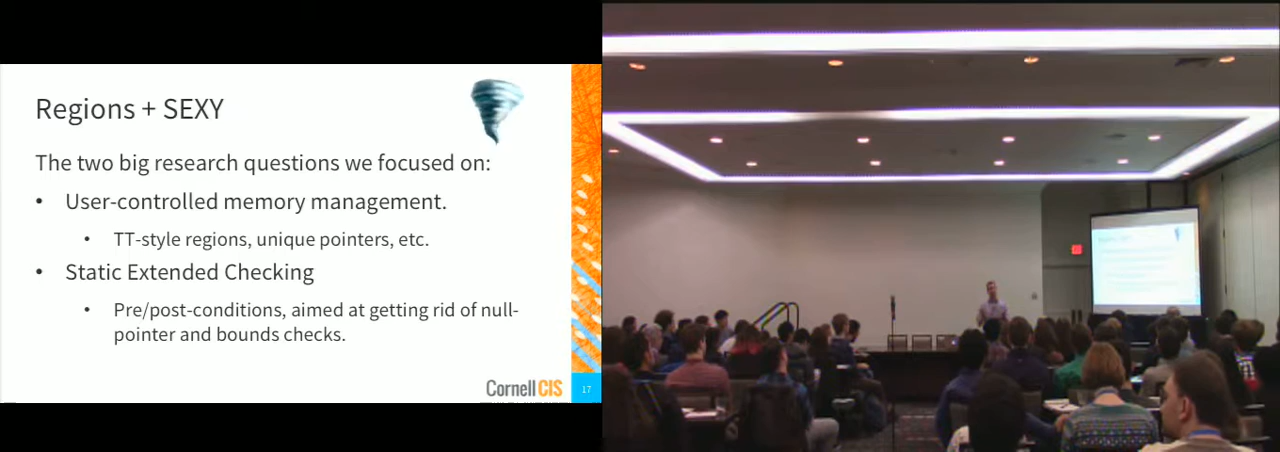 Regions + SEXY
The two big research questions we focused on:
• User-controlled memory management.
• TT-style regions, unique pointers, etc.
• Static Extended Checking
• Pre/post-conditions, aimed at getting rid of null-
pointer and bounds checks.
Cornell CIS
17